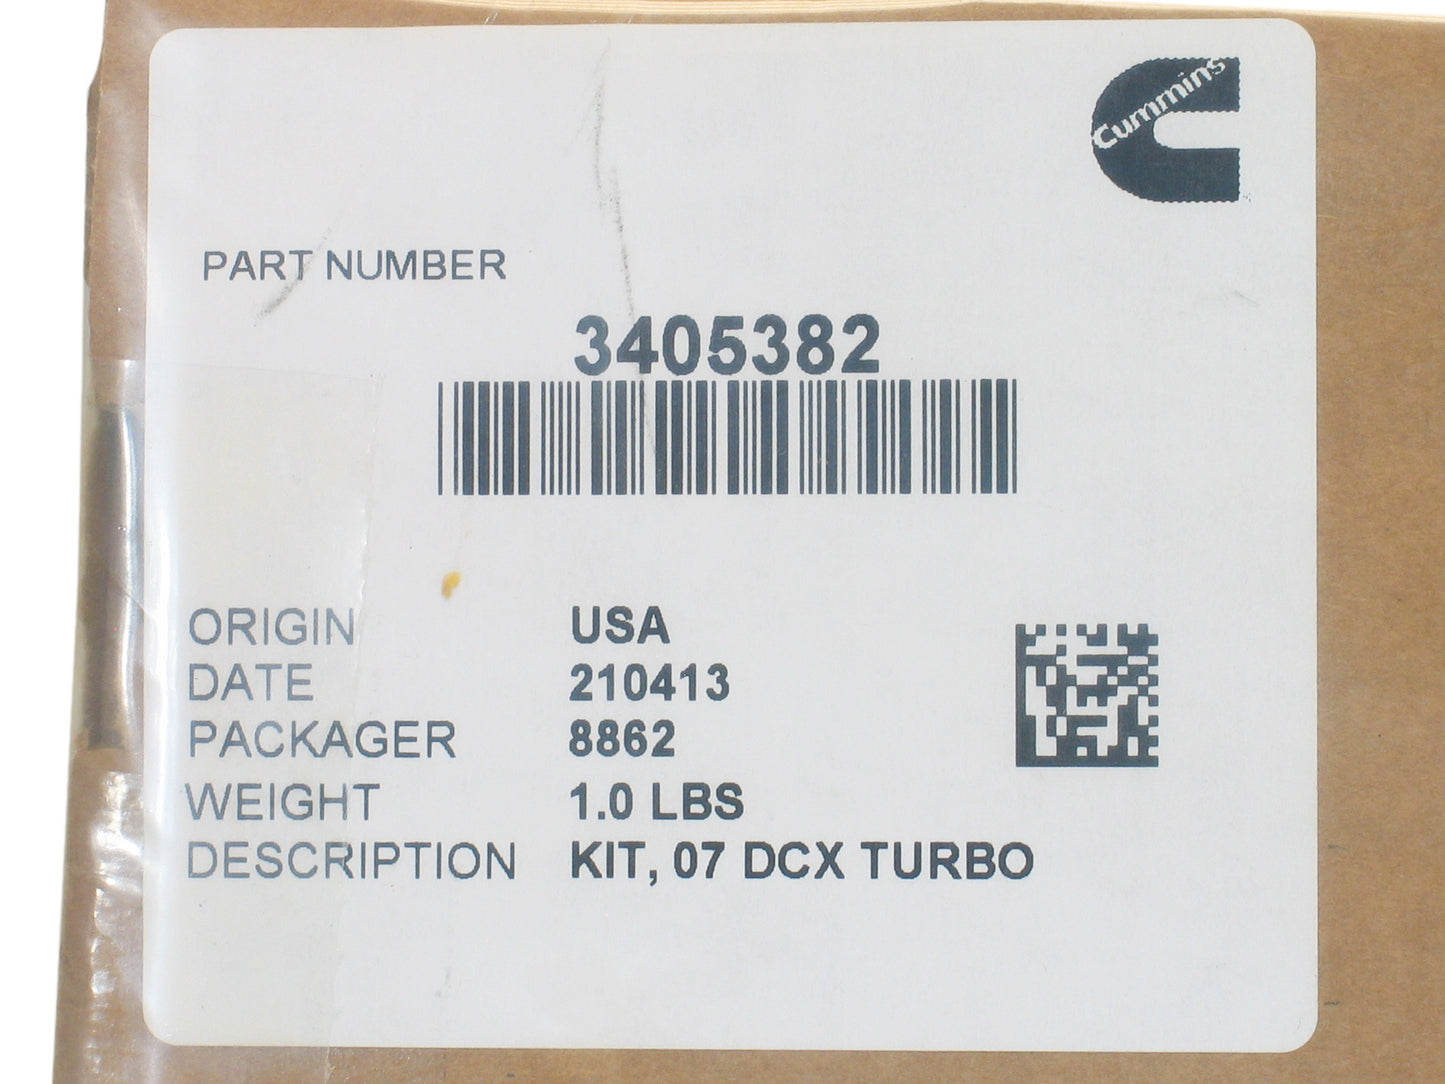 Cummins
PART NUMBER
3405382
ORIGIN USA
DATE 210413
PACKAGER 8862
WEIGHT 1.0 LBS
DESCRIPTION KIT, 07 DCX TURBO